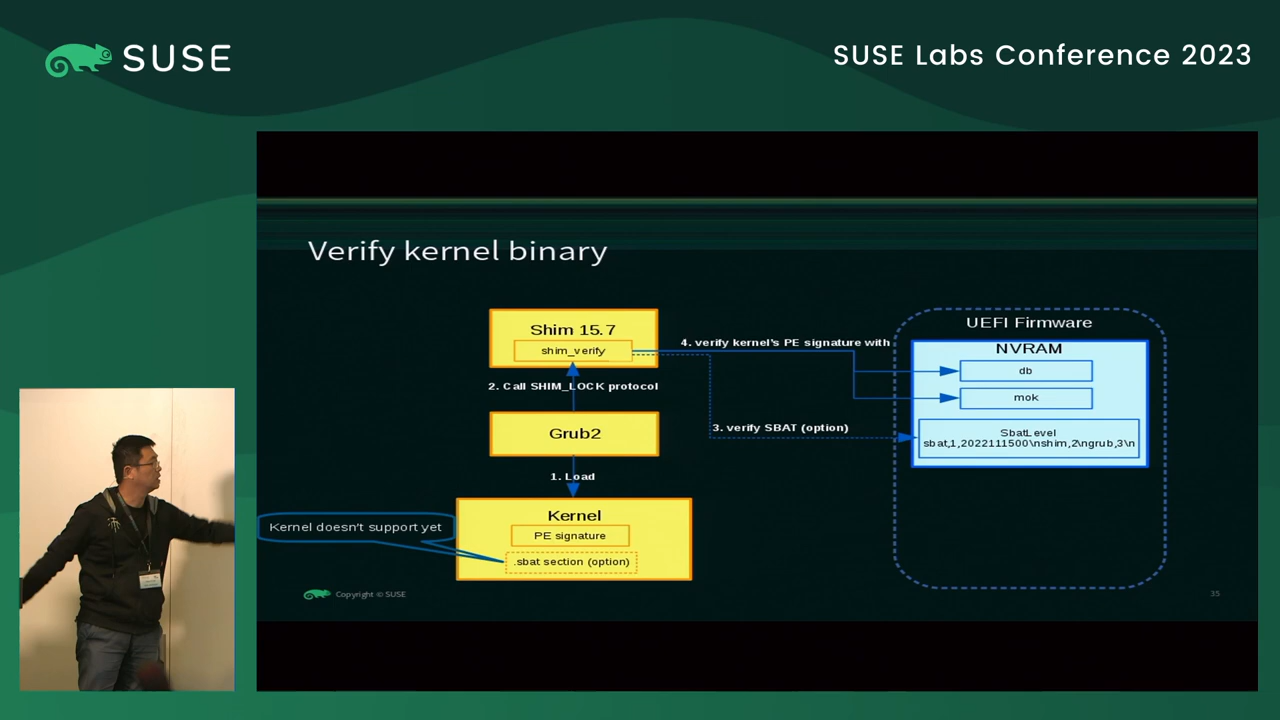 SUSE
SUSE Labs Conference 2023
Verify kernel binary
Shim 15.7
shim_verify
2. Call SHIM_LOCK protocol
Grub2
1. Load
Kernel
PE signature
.sbat section (option)
Kernel doesn't support yet
4. verify kernel's PE signature with
3. verify SBAT (option)
UEFI Firmware
NVRAM
db
mok
SbatLevel
sbat,1,2022111500\nshim,2\ngrub,3\n
Copyright © SUSE
35